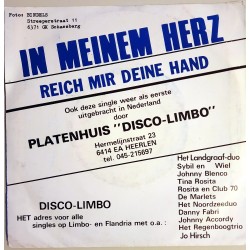 Foto: BINDELS
Streeperstraat 11
6371 GK Schaesberg
IN MEINEM HERZ
REICH MIR DEINE HAND
Ook deze single weer als eerste
uitgebracht in Nederland
door
PLATENHUIS "DISCO-LIMBO"
Hermelijnstraat 23
6414 EA HEERLEN
tel. 045-215697
DISCO-LIMBO
HET adres voor alle
singles op Limbo- en Flandria met o.a. :
Het Landgraaf-duo
Sybil en Wiel
Johnny Blenco
Tina Rosita
Rosita en Club 70
De Marlets
Het Noordzeeduo
Danny Fabri
Johnny Accordy
Het Regenboogtrio
Jo Hirsch